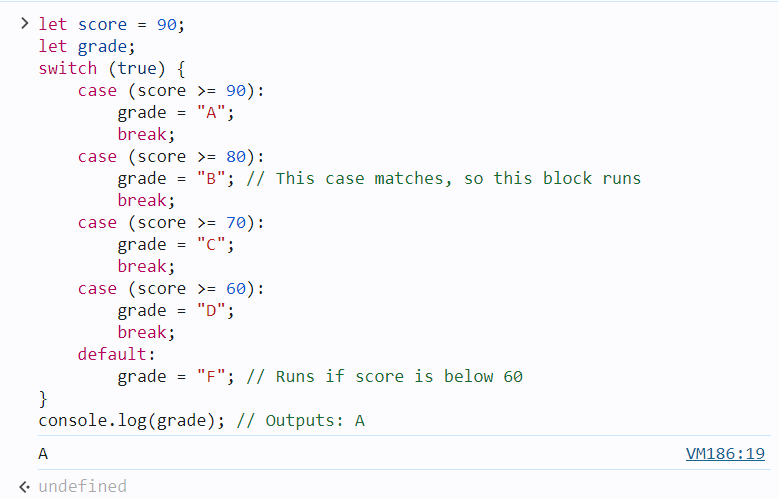 let score = 90;
let grade;
switch (true) {
    case (score >= 90):
        grade = "A";
        break;
    case (score >= 80):
        grade = "B"; // This case matches, so this block runs
        break;
    case (score >= 70):
        grade = "C";
        break;
    case (score >= 60):
        grade = "D";
        break;
    default:
        grade = "F"; // Runs if score is below 60
}
console.log(grade); // Outputs: A
A VM186:19
undefined